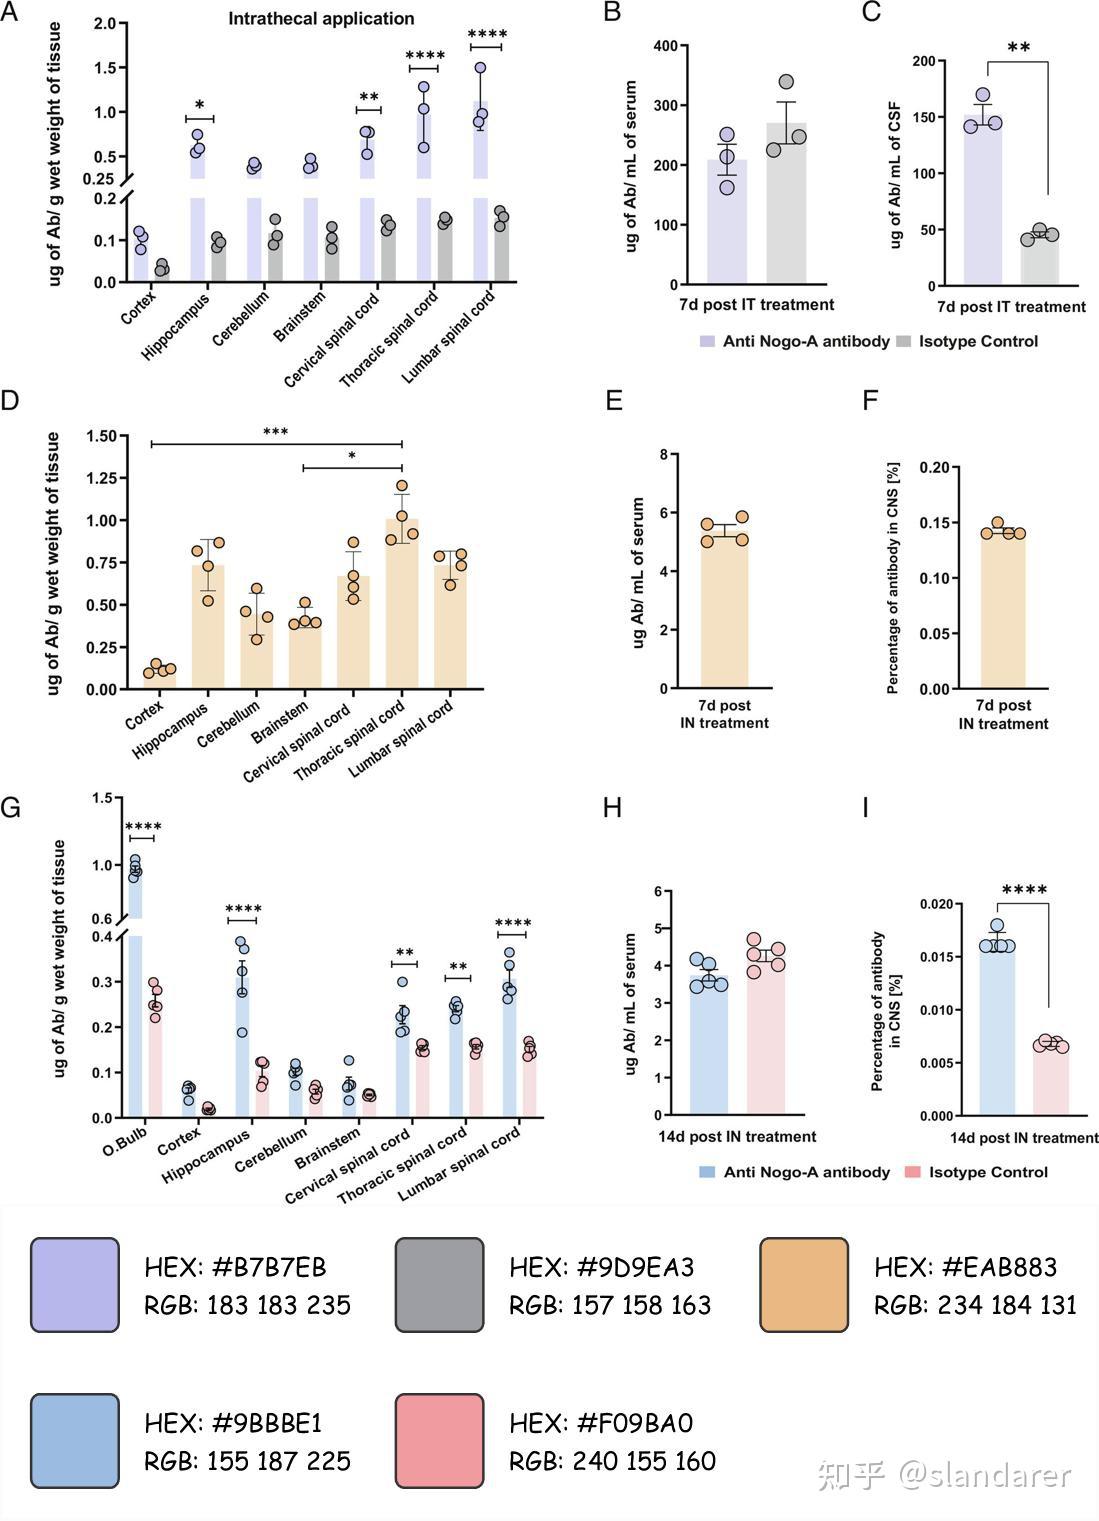 A
Intrathecal application
ug of Ab/ g wet weight of tissue
2.0
1.5
1.0
0.5
0.25
0.2
0.1
0.0
*
**
****
****
Cortex
Hippocampus
Cerebellum
Brainstem
Cervical spinal cord
Thoracic spinal cord
Lumbar spinal cord
B
ug of Ab/ mL of serum
400
300
200
100
0
7d post IT treatment
C
ug of Ab/ mL of CSF
200
150
100
50
0
**
7d post IT treatment
Anti Nogo-A antibody
Isotype Control
D
ug of Ab/ g wet weight of tissue
1.50
1.25
1.00
0.75
0.50
0.25
0.00
***
*
Cortex
Hippocampus
Cerebellum
Brainstem
Cervical spinal cord
Thoracic spinal cord
Lumbar spinal cord
E
ug Ab/ mL of serum
8
6
4
2
0
7d post
IN treatment
F
Percentage of antibody in CNS [%]
0.20
0.15
0.10
0.05
0.00
7d post
IN treatment
G
ug of Ab/ g wet weight of tissue
1.5
1.0
0.6
0.4
0.3
0.2
0.1
0.0
****
****
**
**
****
O.Bulb
Cortex
Hippocampus
Cerebellum
Brainstem
Cervical spinal cord
Thoracic spinal cord
Lumbar spinal cord
H
ug Ab/ mL of serum
6
5
4
3
2
1
0
14d post IN treatment
I
Percentage of antibody
in CNS [%]
0.020
0.015
0.010
0.005
0.000
****
14d post IN treatment
Anti Nogo-A antibody
Isotype Control
HEX: #B7B7EB
RGB: 183 183 235
HEX: #9D9EA3
RGB: 157 158 163
HEX: #EAB883
RGB: 234 184 131
HEX: #9BBBE1
RGB: 155 187 225
HEX: #F09BA0
RGB: 240 155 160
知乎 @slandarer